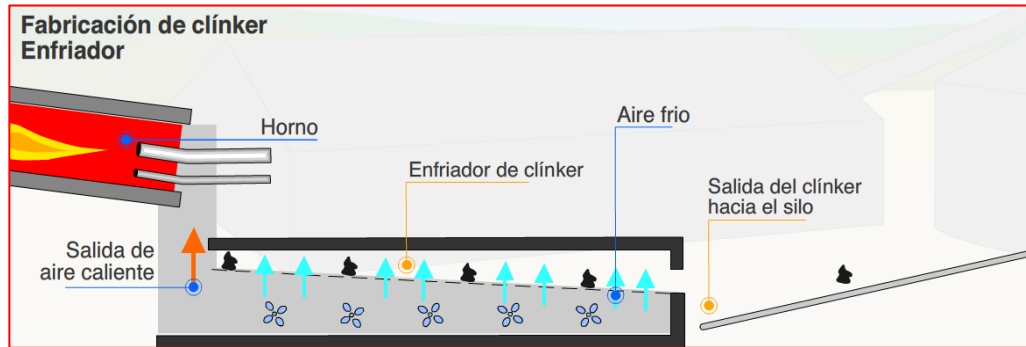 Fabricación de clínker
Enfriador
Horno
Aire frio
Enfriador de clínker
Salida del clínker
hacia el silo
Salida de
aire caliente